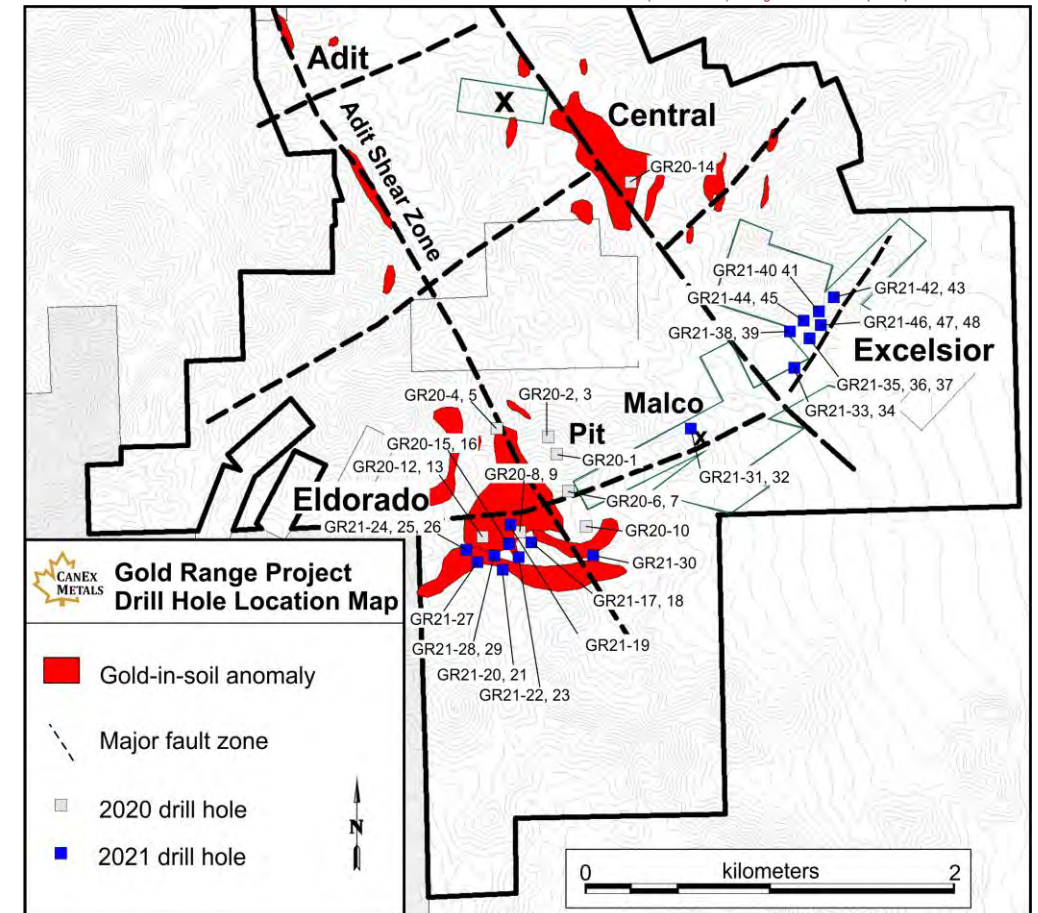 Adit
X
Central
Adit Shear Zone
GR20-14
GR21-40 41
GR21-42, 43
GR21-44, 45
GR21-46, 47, 48
GR21-38, 39
Excelsior
GR21-35, 36, 37
GR21-33, 34
GR20-4, 5
GR20-2, 3
Malco
x
Pit
GR20-15, 16
GR20-1
GR20-12, 13
GR20-8, 9
GR21-31, 32
Eldorado
GR20-6, 7
GR21-24, 25, 26
GR20-10
GR21-30
GR21-17, 18
GR21-27
GR21-19
GR21-28, 29
GR21-20, 21
GR21-22, 23
CANEX
METALS
Gold Range Project
Drill Hole Location Map
Gold-in-soil anomaly
Major fault zone
2020 drill hole
2021 drill hole
N
0 kilometers 2